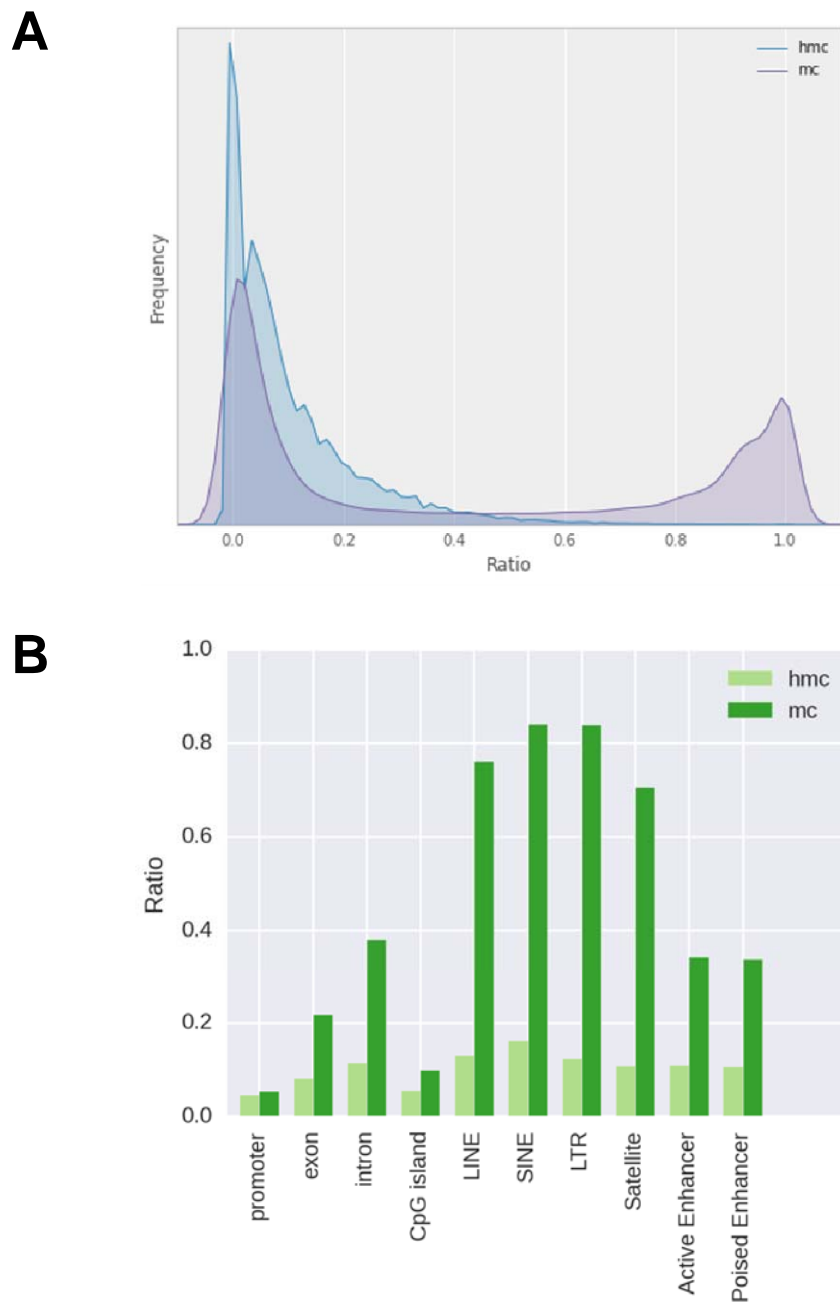 A
hmc
mc
Frequency
0.0 0.2 0.4 0.6 0.8 1.0
Ratio
B
1.0
0.8
0.6
0.4
0.2
0.0
hmc
mc
Ratio
promoter
exon
intron
CpG island
LINE
SINE
LTR
Satellite
Active Enhancer
Poised Enhancer